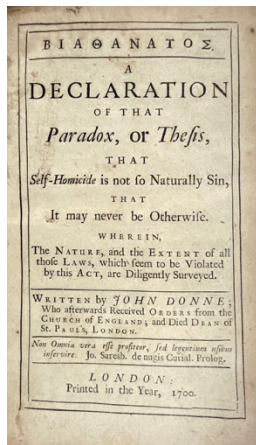 ΒΙΑΘΑΝΑΤΟΣ.
A
DECLARATION
OF THAT
Paradox, or Theſis,
THAT
Self-Homicide is not ſo Naturally Sin,
THAT
It may never be Otherwiſe.
WHEREIN,
The NATURE, and the EXTENT of all
thoſe LAWS, which ſeem to be Violated
by this ACT, are Diligently Surveyed.
WRITTEN by JOHN DONNE;
Who afterwards Received ORDERS from the
CHURCH of ENGLAND; and Died DEAN of
St. PAUL'S, LONDON.
Non Omnia vera eſſe profiteor, ſed legentium uſibus
inſervire. Jo. Saresb. de nugis Curial. Prolog.
LONDON:
Printed in the Year, 1700.